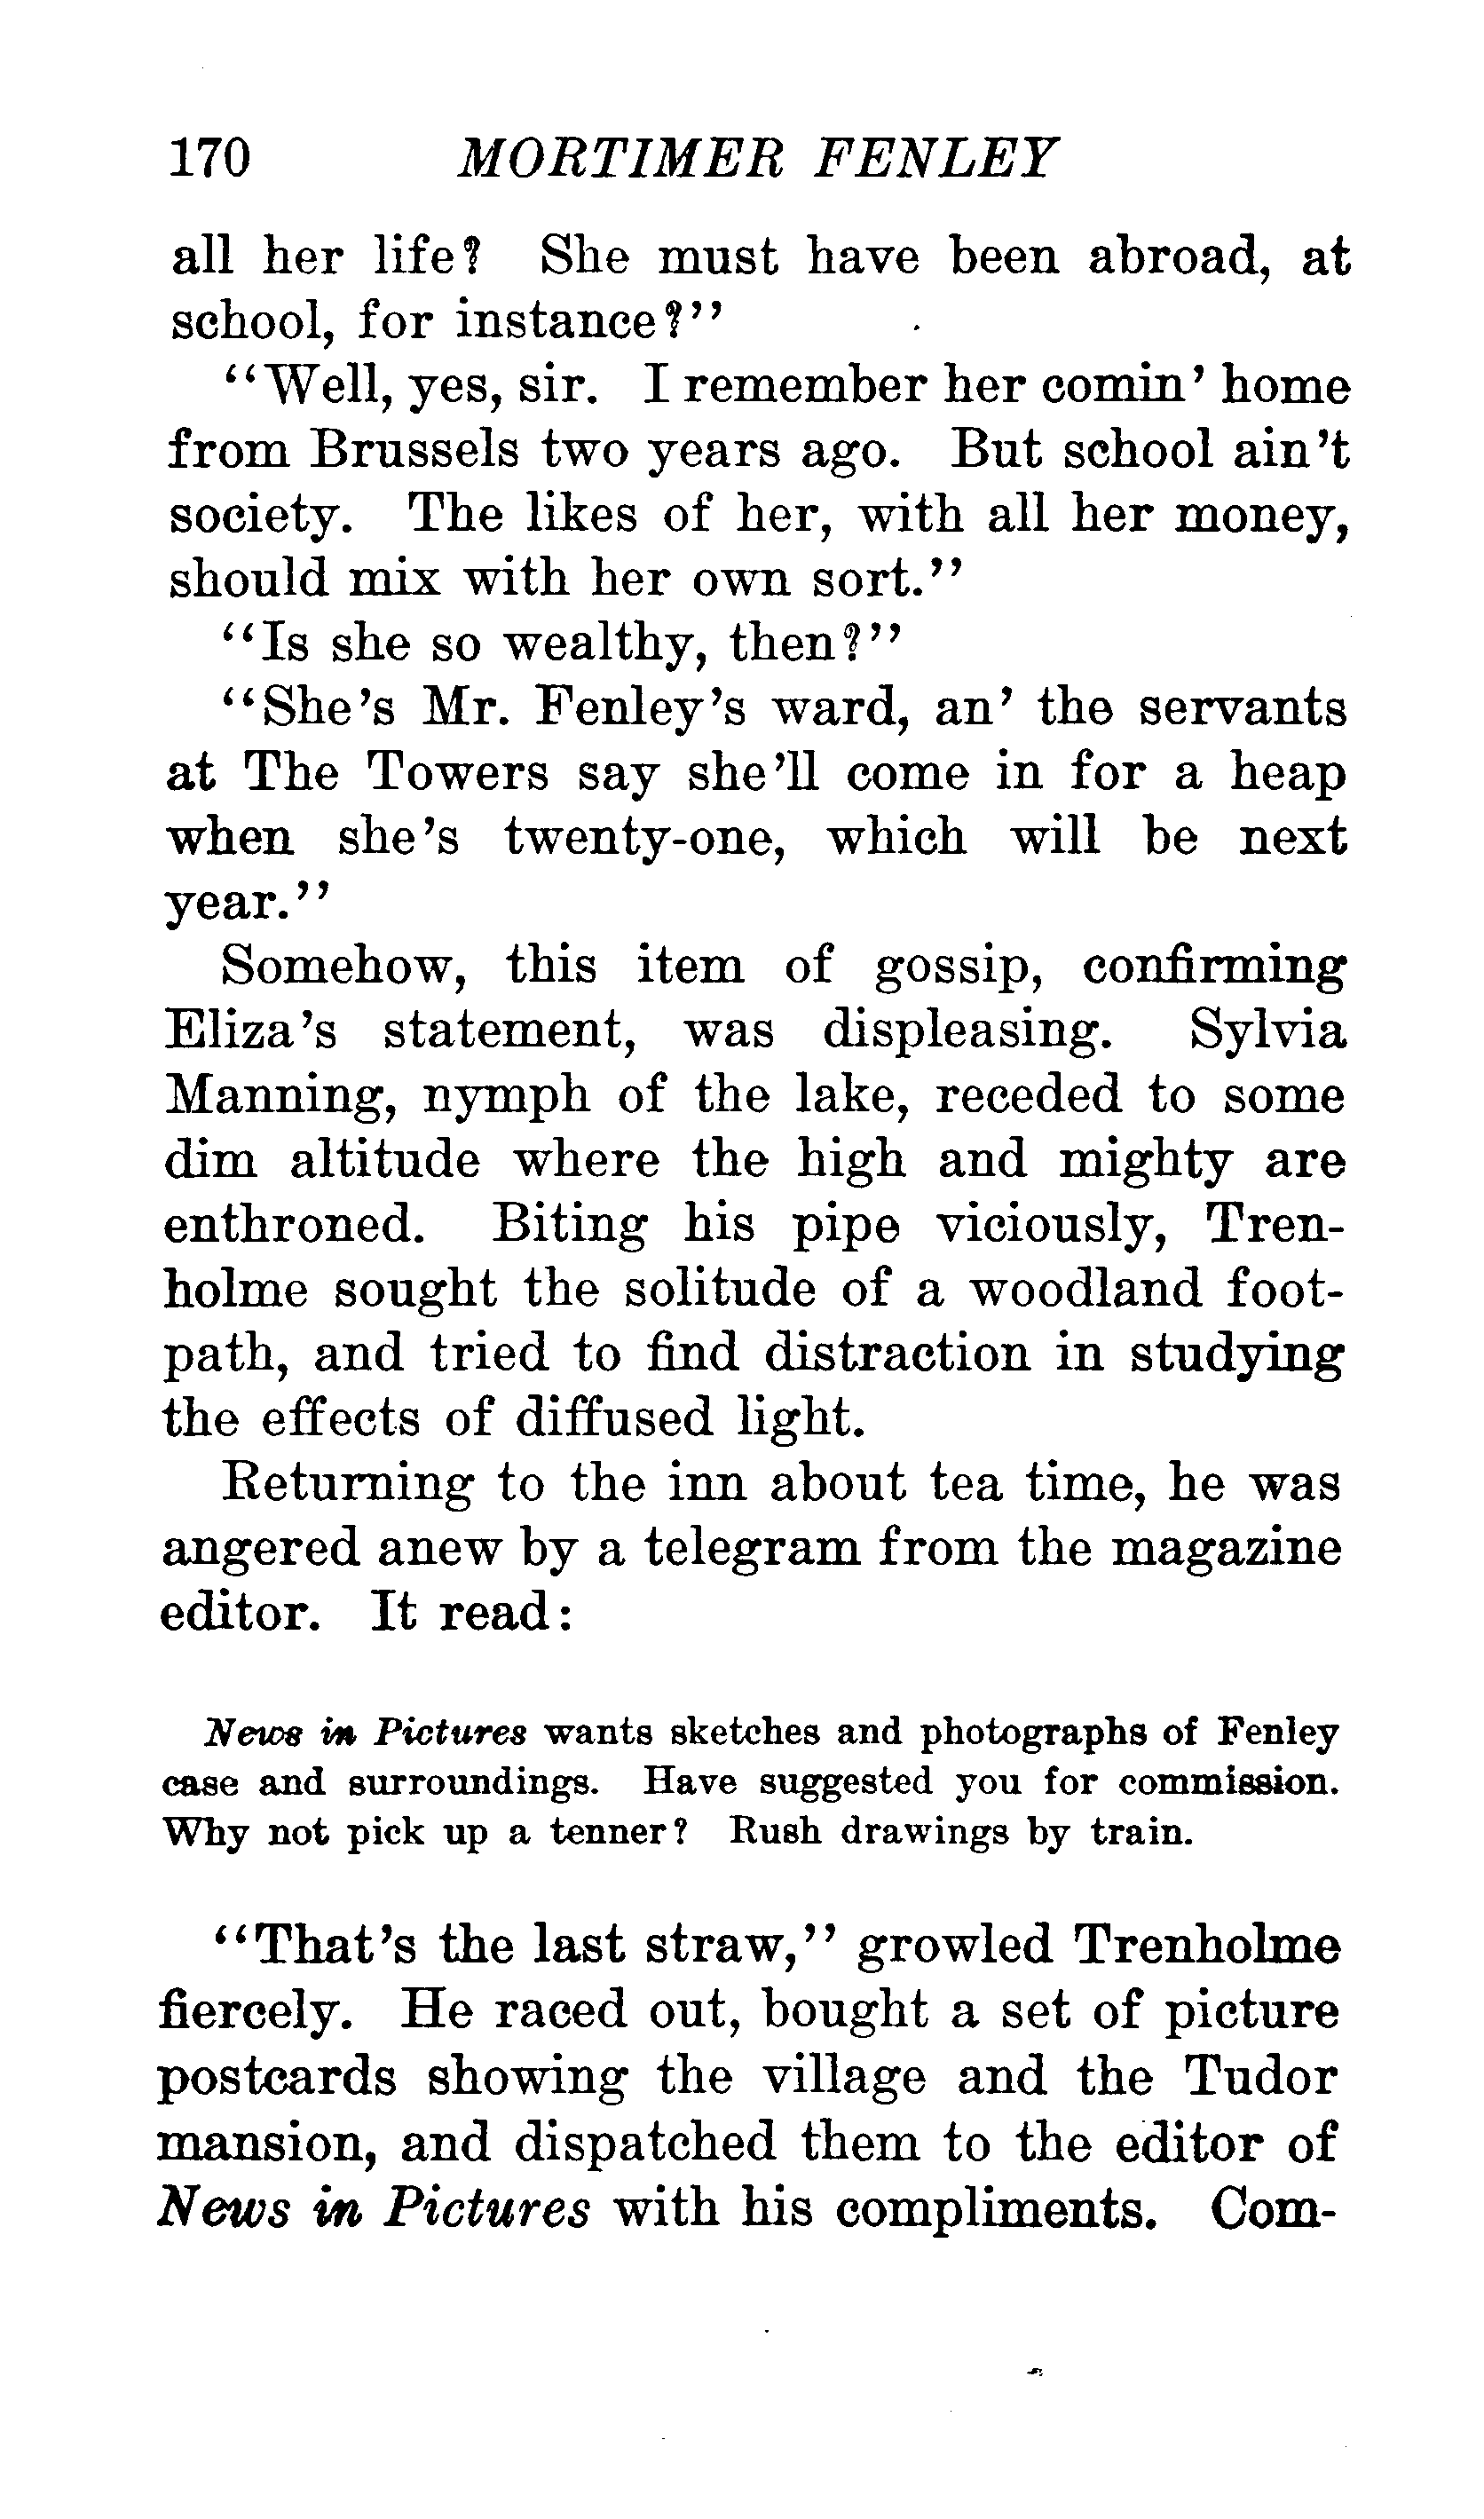 170 MORTIMER FENLEY
all her life? She must have been abroad, at
school, for instance?"
"Well, yes, sir. I remember her comin' home
from Brussels two years ago. But school ain't
society. The likes of her, with all her money,
should mix with her own sort."
"Is she so wealthy, then?"
"She's Mr. Fenley's ward, an' the servants
at The Towers say she'll come in for a heap
when she's twenty-one, which will be next
year."
Somehow, this item of gossip, confirming
Eliza's statement, was displeasing. Sylvia
Manning, nymph of the lake, receded to some
dim altitude where the high and mighty are
enthroned. Biting his pipe viciously, Tren-
holme sought the solitude of a woodland foot-
path, and tried to find distraction in studying
the effects of diffused light.
Returning to the inn about tea time, he was
angered anew by a telegram from the magazine
editor. It read:
News in Pictures wants sketches and photographs of Fenley
case and surroundings. Have suggested you for commission.
Why not pick up a tenner? Rush drawings by train.
"That's the last straw," growled Trenholme
fiercely. He raced out, bought a set of picture
postcards showing the village and the Tudor
mansion, and dispatched them to the editor of
News in Pictures with his compliments. Com-